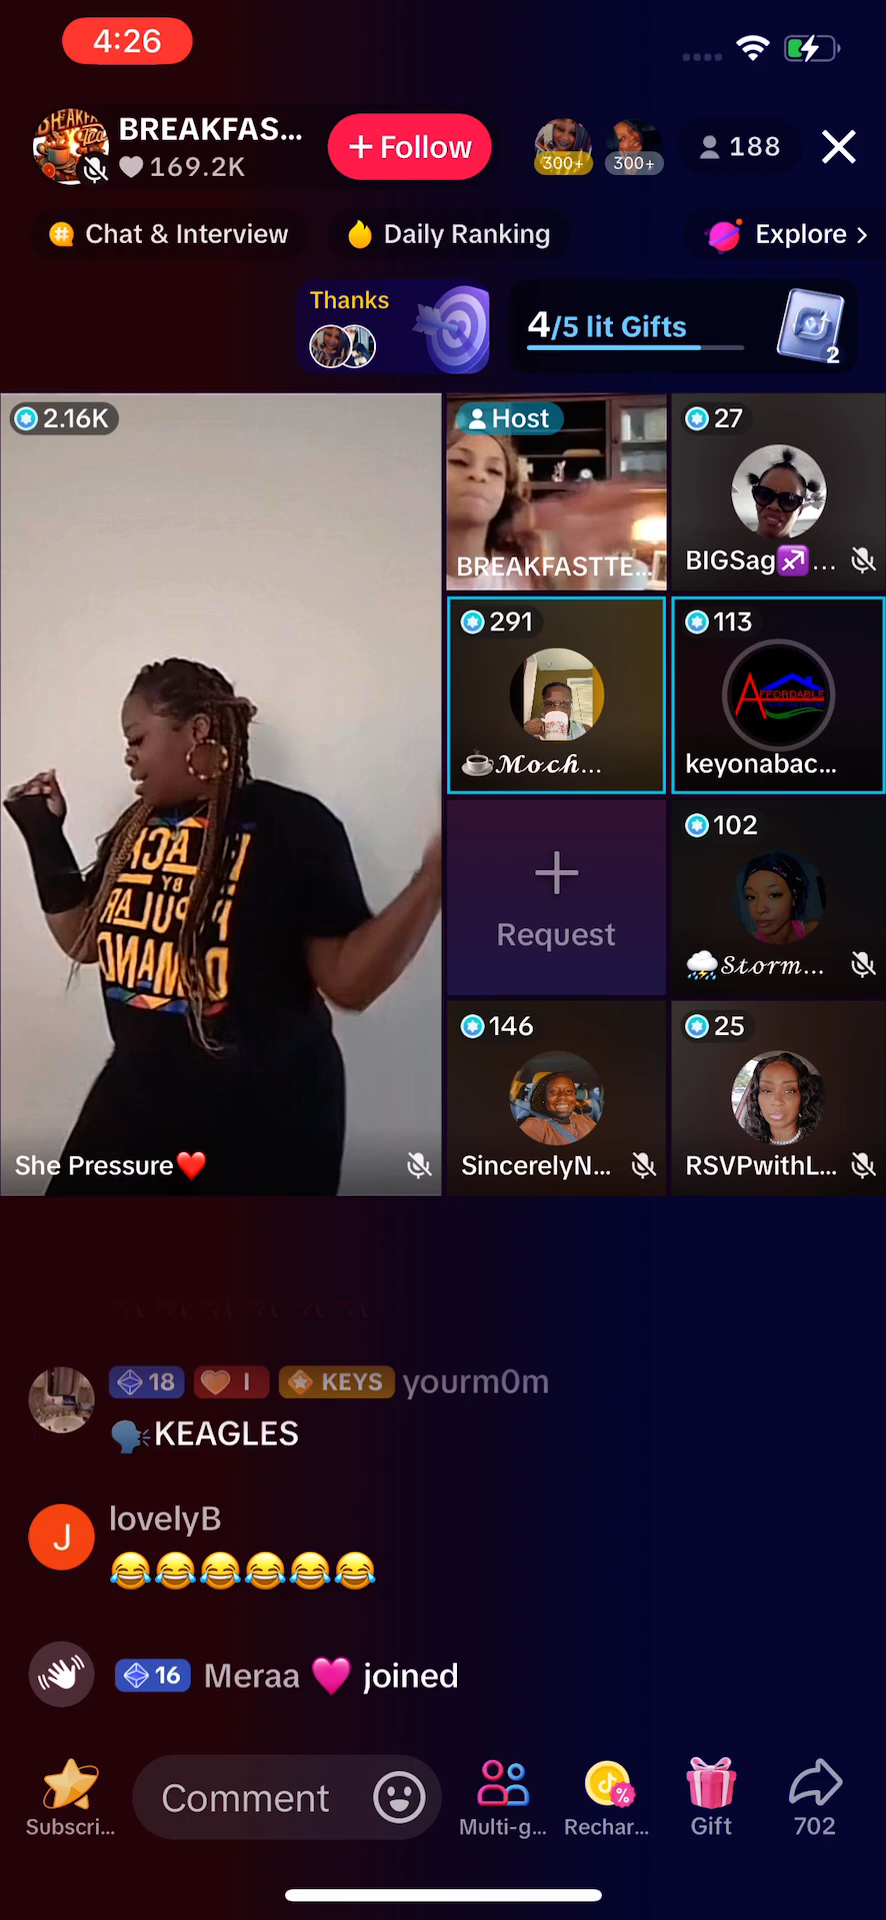 4:26
BREAKFAS...
169.2K
+ Follow
300+
300+
188
Chat & Interview
Daily Ranking
Explore >
Thanks
4/5 lit Gifts
2
2.16K
Host
BREAKFASTTE...
27
BIGSag♐...
291
☕𝓜𝓸𝓬𝓱...
113
AFFORDABLE
keyonabac...
Request
102
⛈️𝓢𝓽𝓸𝓻𝓶...
BY
She Pressure❤️
146
SincerelyN...
25
RSVPwithL...
18
I
KEYS
yourm0m
🗣️KEAGLES
J
lovelyB
😂😂😂😂😂😂
16
Meraa 💗 joined
Subscri...
Comment
Multi-g...
Rechar...
Gift
702